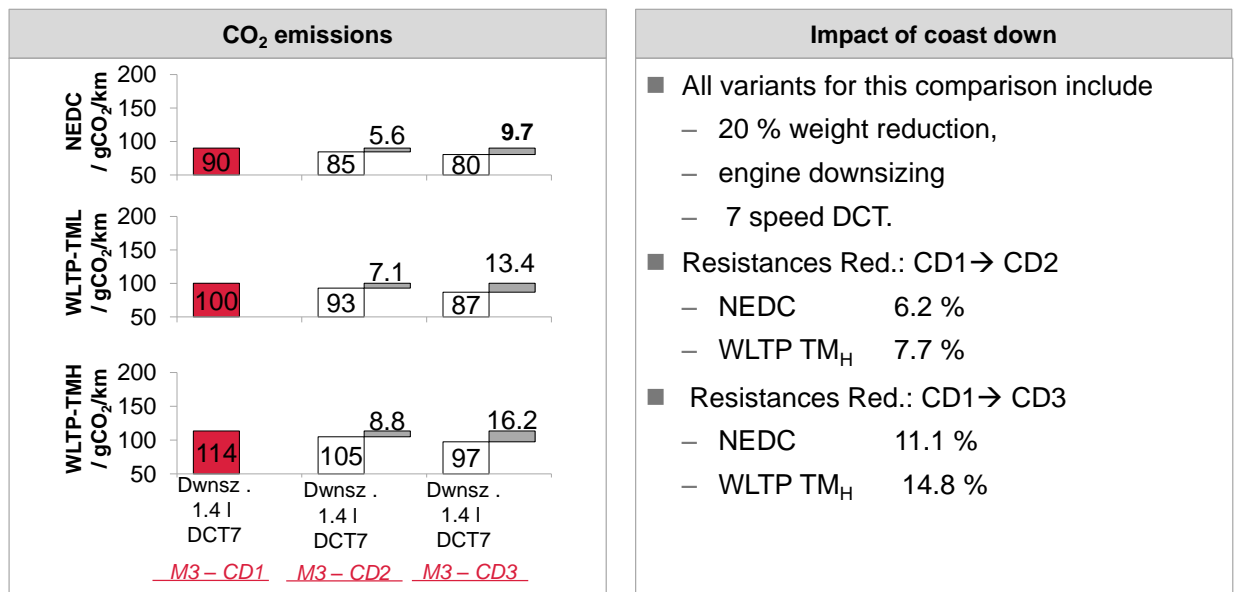 CO2 emissions
NEDC
/ gCO2/km
200
150
100
50
90
85
5.6
80
9.7
WLTP-TML
/ gCO2/km
200
150
100
50
100
93
7.1
87
13.4
WLTP-TMH
/ gCO2/km
200
150
100
50
114
105
8.8
97
16.2
Dwnsz .
1.4 l
DCT7
Dwnsz .
1.4 l
DCT7
Dwnsz .
1.4 l
DCT7
M3 – CD1
M3 – CD2
M3 – CD3
Impact of coast down
■ All variants for this comparison include
– 20 % weight reduction,
– engine downsizing
– 7 speed DCT.
■ Resistances Red.: CD1→ CD2
– NEDC 6.2 %
– WLTP TMH 7.7 %
■ Resistances Red.: CD1→ CD3
– NEDC 11.1 %
– WLTP TMH 14.8 %